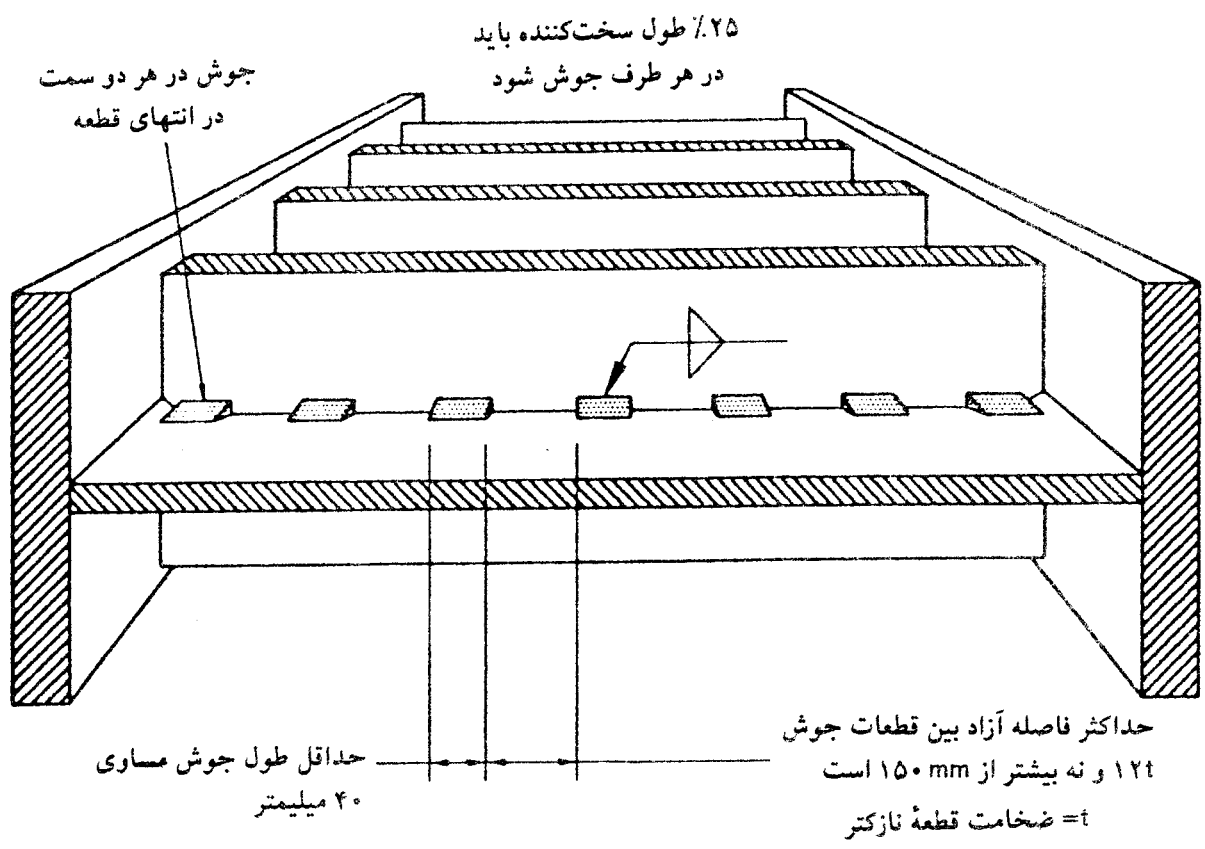 ۲۵٪ طول سخت‌کننده باید
در هر طرف جوش شود
جوش در هر دو سمت
در انتهای قطعه
حداکثر فاصله آزاد بین قطعات جوش
۱۲t و نه بیشتر از ۱۵۰ mm است
t= ضخامت قطعهٔ نازکتر
حداقل طول جوش مساوی
۴۰ میلیمتر